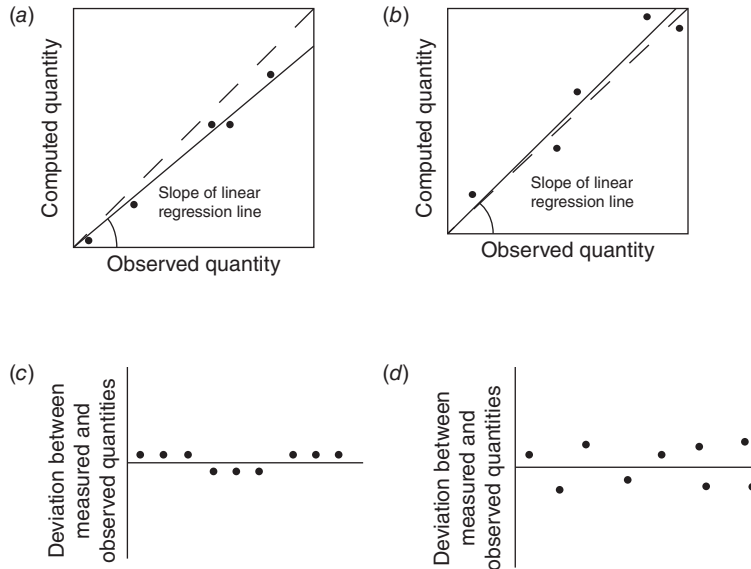 (a)
Computed quantity
Slope of linear
regression line
Observed quantity
(b)
Computed quantity
Slope of linear
regression line
Observed quantity
(c)
Deviation between
measured and
observed quantities
(d)
Deviation between
measured and
observed quantities